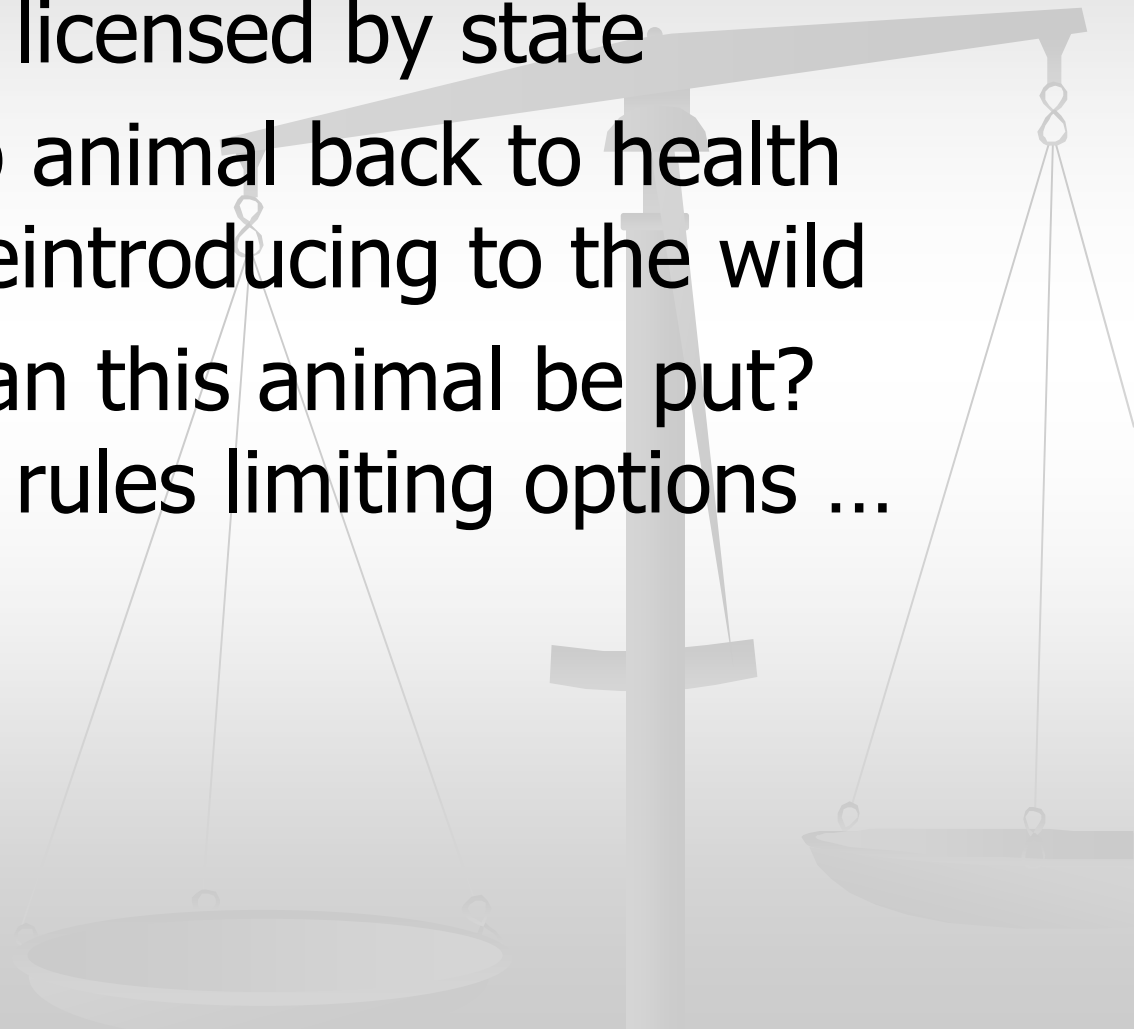 licensed by state
animal back to health
eintroducing to the wild
an this animal be put?
rules limiting options …